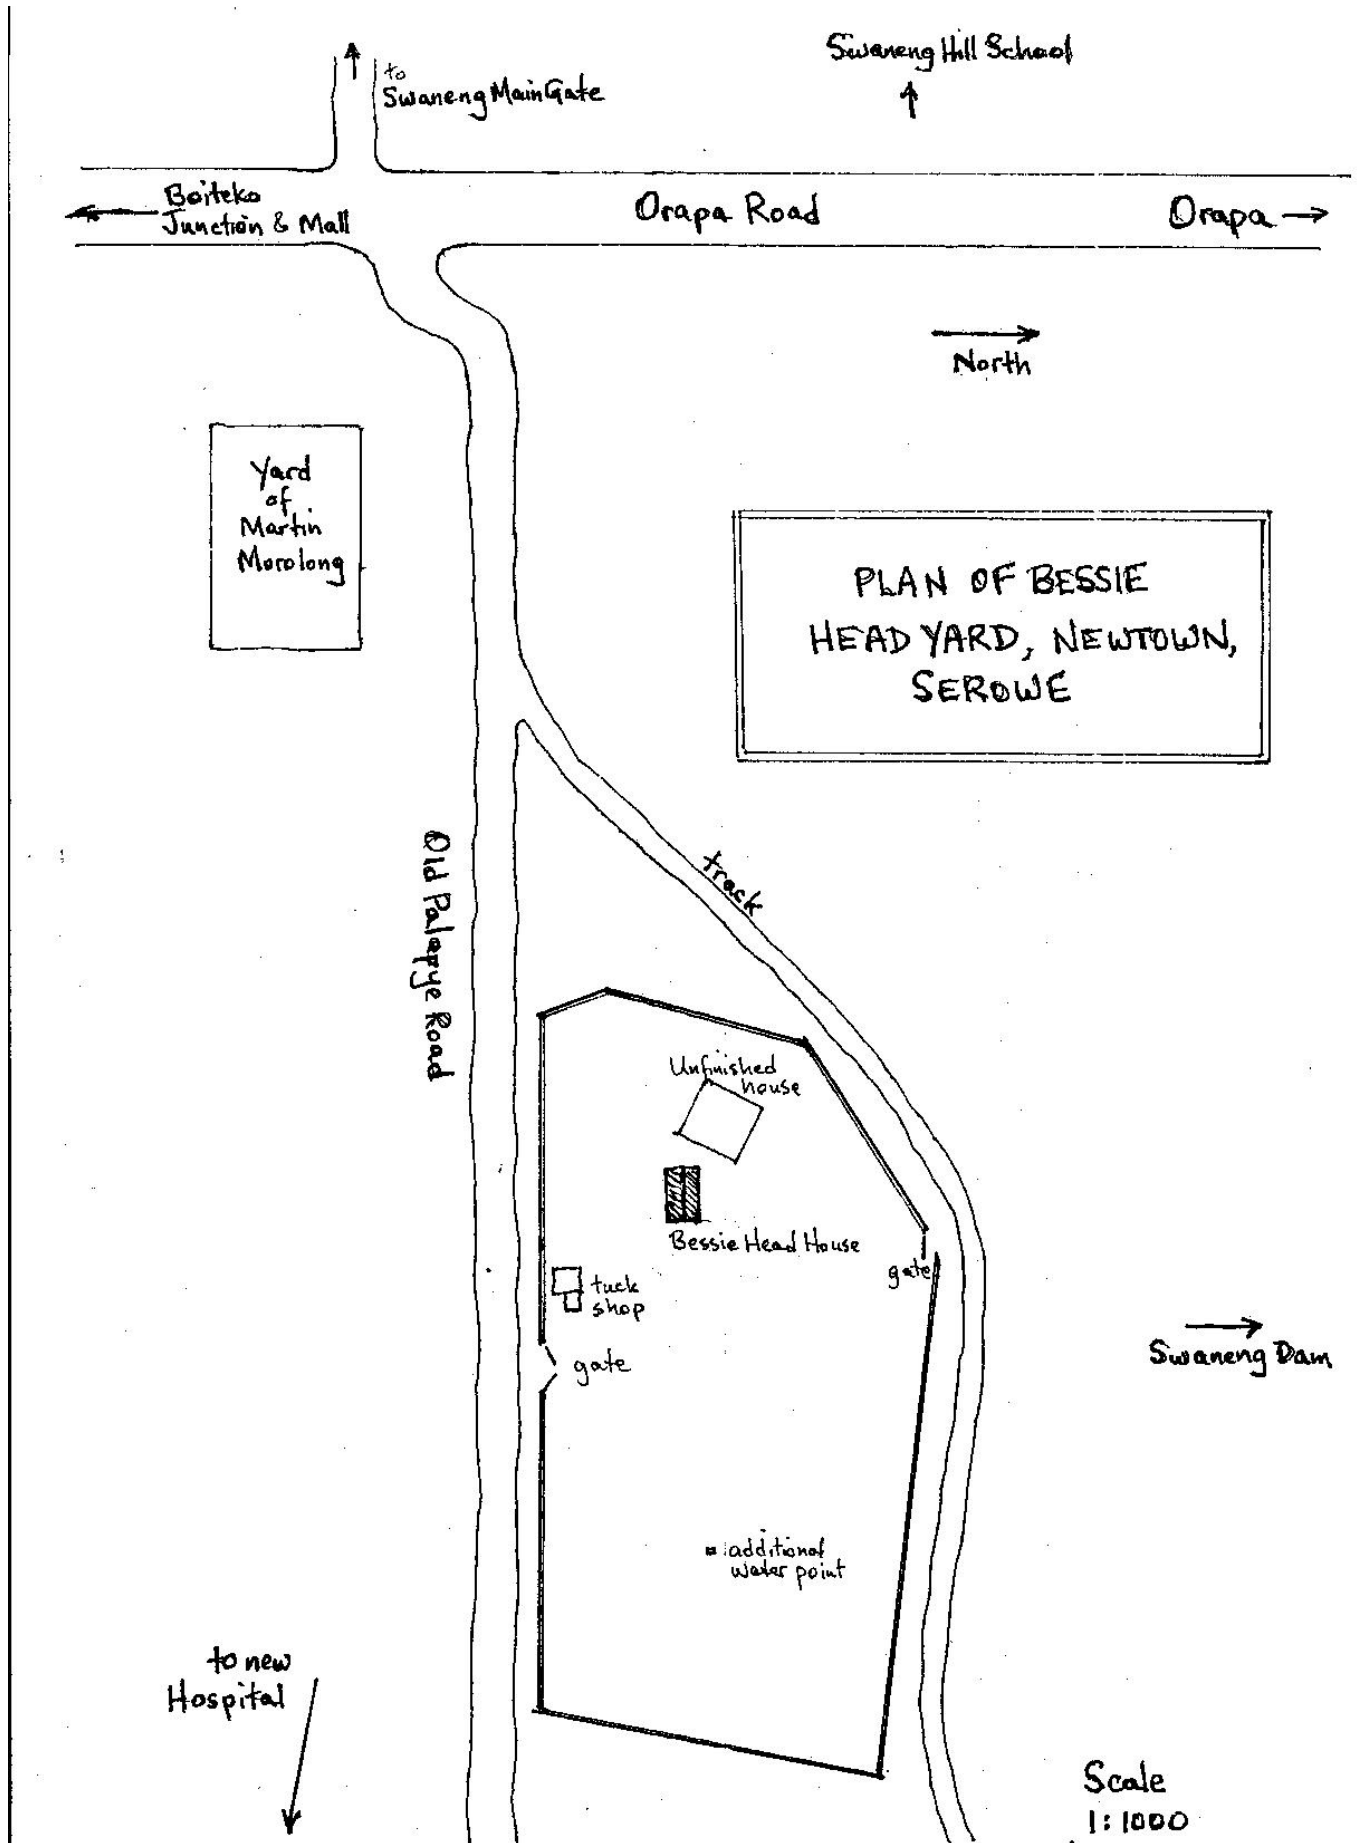 Swaneng Hill School
to
Swaneng Main Gate
Boiteko
Junction & Mall
Orapa Road
Orapa
North
Yard
of
Martin
Morolong
PLAN OF BESSIE
HEAD YARD, NEWTOWN,
SEROWE
track
Old Palapye Road
Unfinished
house
Bessie Head House
gate
tuck
shop
gate
Swaneng Dam
additional
water point
to new
Hospital
Scale
1:1000